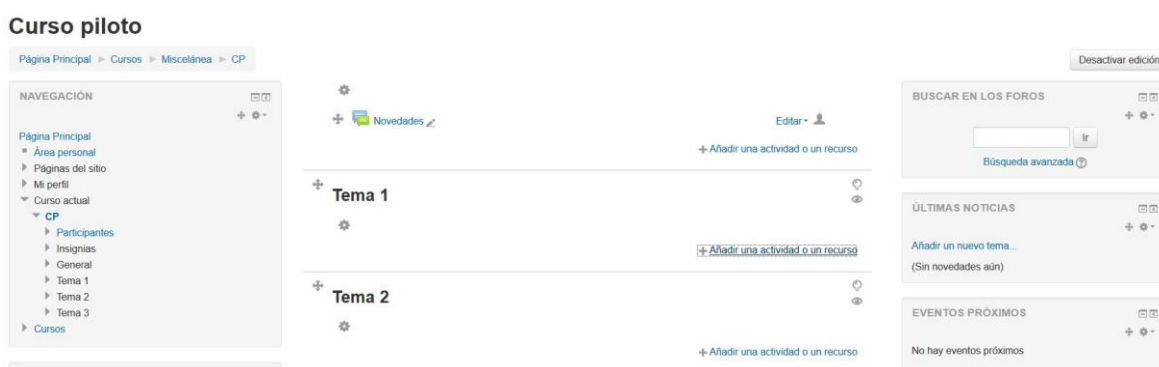 Curso piloto
Página Principal ▶ Cursos ▶ Miscelánea ▶ CP
Desactivar edición
NAVEGACIÓN
Página Principal
Área personal
Páginas del sitio
Mi perfil
Curso actual
CP
Participantes
Insignias
General
Tema 1
Tema 2
Tema 3
Cursos
Novedades
Editar
Añadir una actividad o un recurso
Tema 1
Añadir una actividad o un recurso
Tema 2
Añadir una actividad o un recurso
BUSCAR EN LOS FOROS
Ir
Búsqueda avanzada
ÚLTIMAS NOTICIAS
Añadir un nuevo tema...
(Sin novedades aún)
EVENTOS PRÓXIMOS
No hay eventos próximos